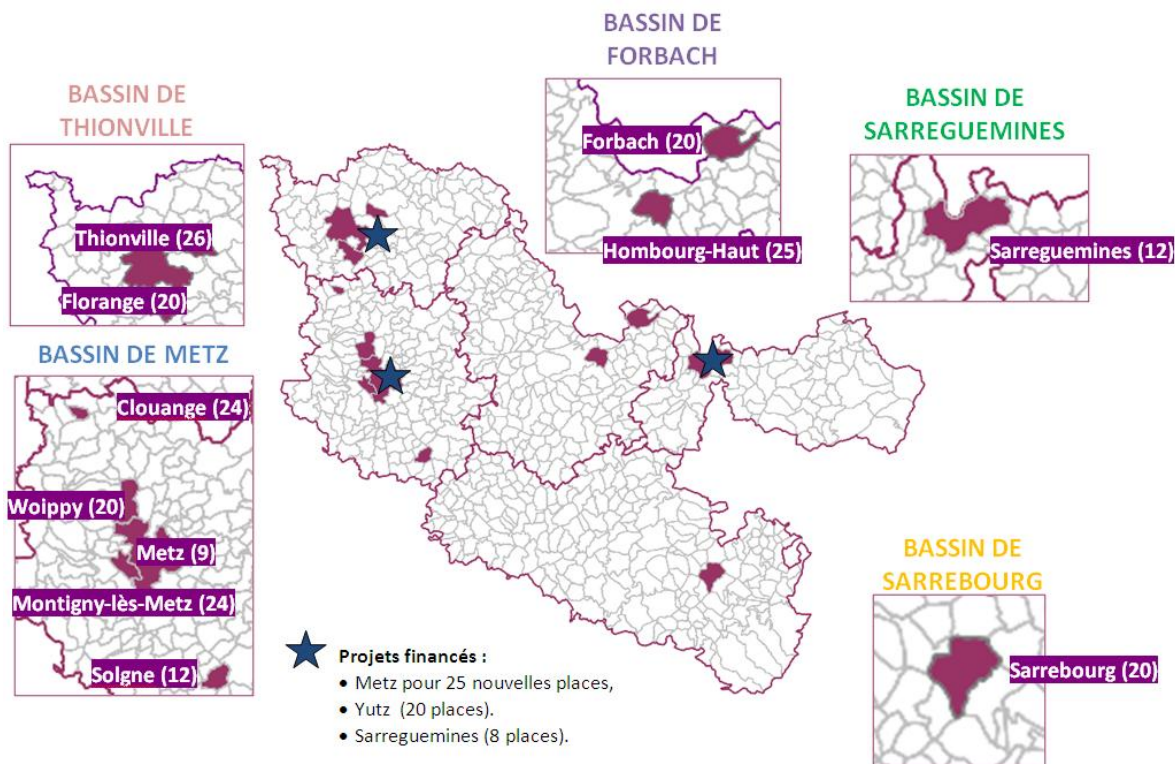 BASSIN DE
FORBACH
BASSIN DE
THIONVILLE
BASSIN DE
SARREGUEMINES
Forbach (20)
Hombourg-Haut (25)
Thionville (26)
Florange (20)
Sarreguemines (12)
BASSIN DE METZ
Clouange (24)
Woippy (20)
Metz (9)
Montigny-lès-Metz (24)
Solgne (12)
BASSIN DE
SARREBOURG
Sarrebourg (20)
Projets financés :
• Metz pour 25 nouvelles places,
• Yutz (20 places).
• Sarreguemines (8 places).